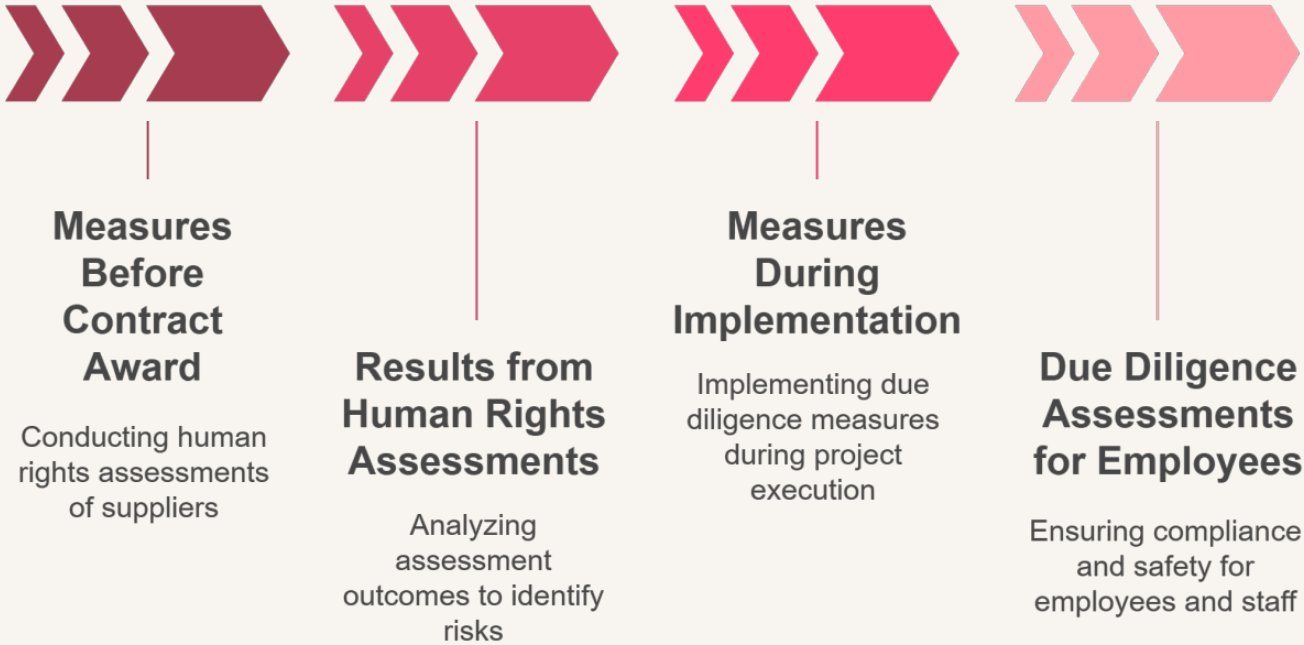 Measures
Before
Contract
Award
Conducting human
rights assessments
of suppliers
Results from
Human Rights
Assessments
Analyzing
assessment
outcomes to identify
risks
Measures
During
Implementation
Implementing due
diligence measures
during project
execution
Due Diligence
Assessments
for Employees
Ensuring compliance
and safety for
employees and staff